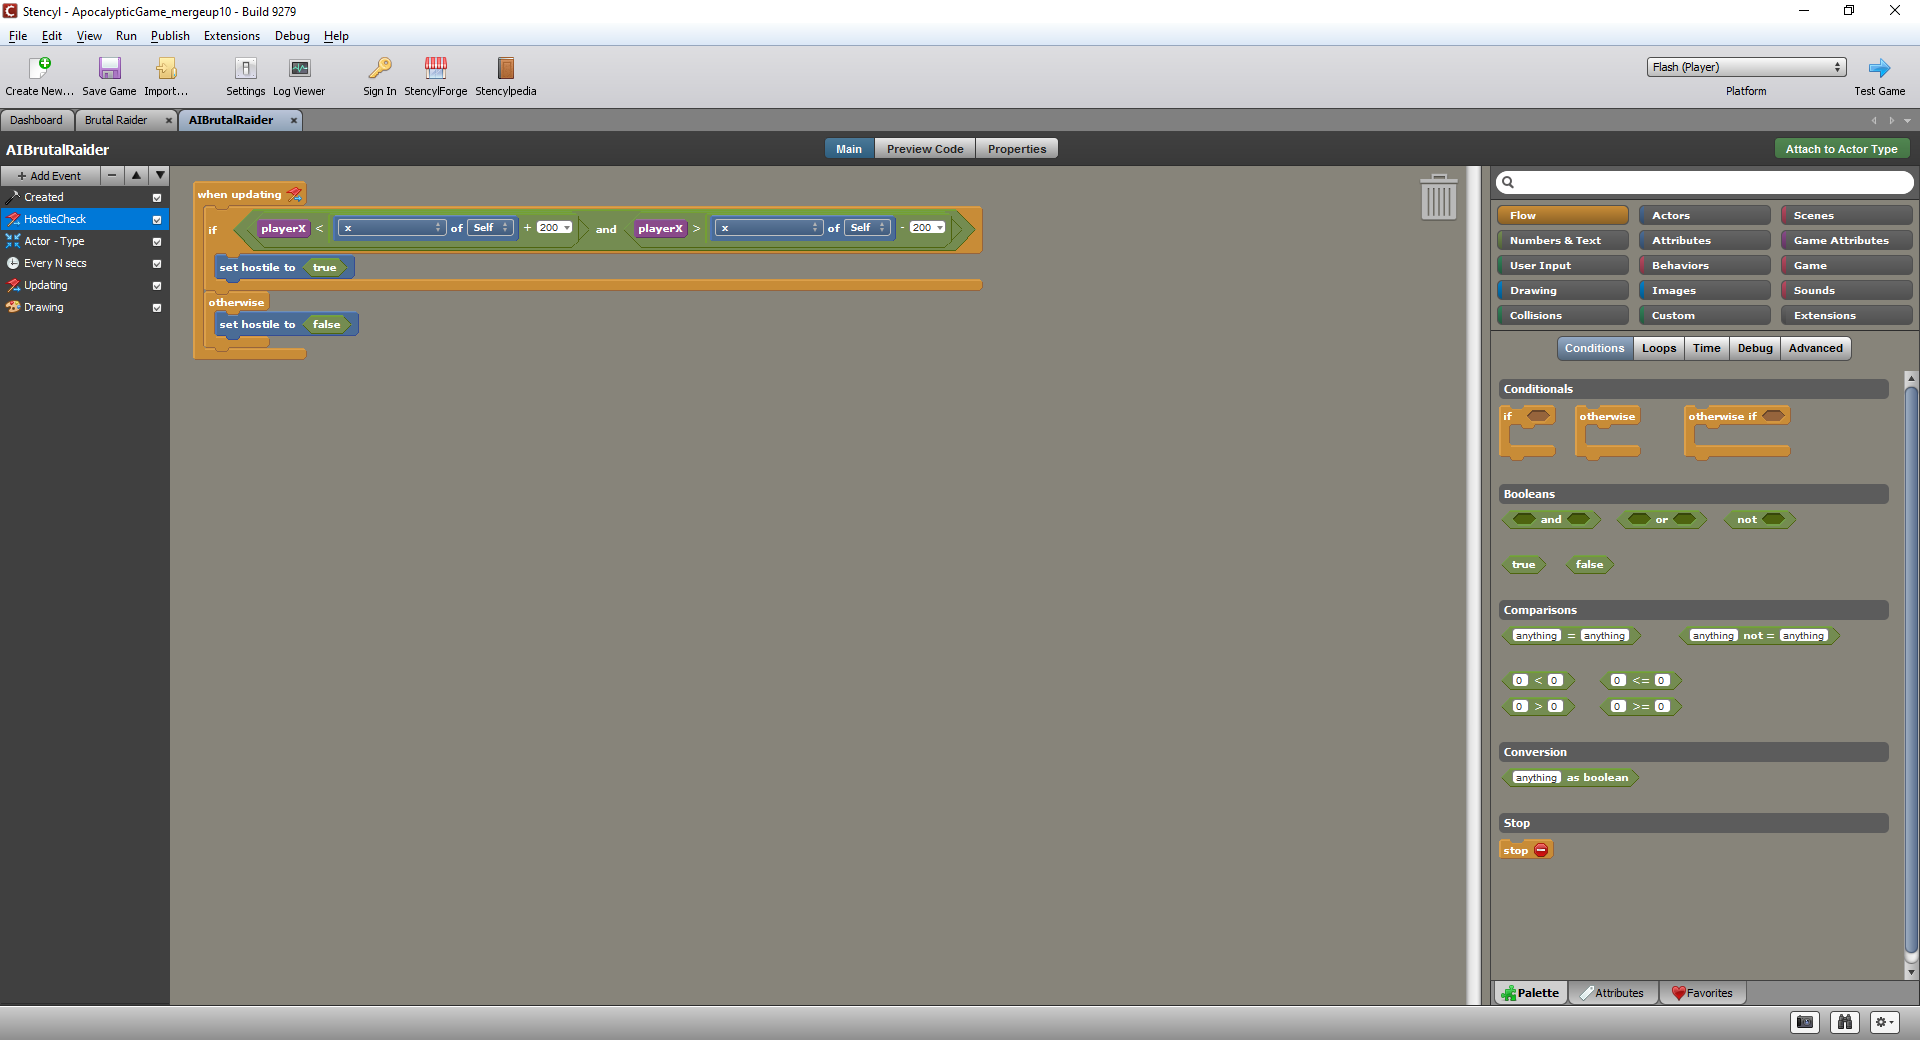 Stencyl - ApocalypticGame_mergeup10 - Build 9279
File Edit View Run Publish Extensions Debug Help
Create New... Save Game Import... Settings Log Viewer Sign In StencylForge Stencylpedia
Flash (Player)
Platform
Test Game
Dashboard Brutal Raider × AIBrutalRaider ×
AIBrutalRaider
Main Preview Code Properties
Attach to Actor Type
+ Add Event
Created
HostileCheck
Actor - Type
Every N secs
Updating
Drawing
when updating
if playerX < x of Self + 200 and playerX > x of Self - 200
set hostile to true
otherwise
set hostile to false
Flow Actors Scenes
Numbers & Text Attributes Game Attributes
User Input Behaviors Game
Drawing Images Sounds
Collisions Custom Extensions
Conditions Loops Time Debug Advanced
Conditionals
if otherwise otherwise if
Booleans
and or not
true false
Comparisons
anything = anything anything not = anything
0 < 0 0 <= 0
0 > 0 0 >= 0
Conversion
anything as boolean
Stop
stop
Palette Attributes Favorites